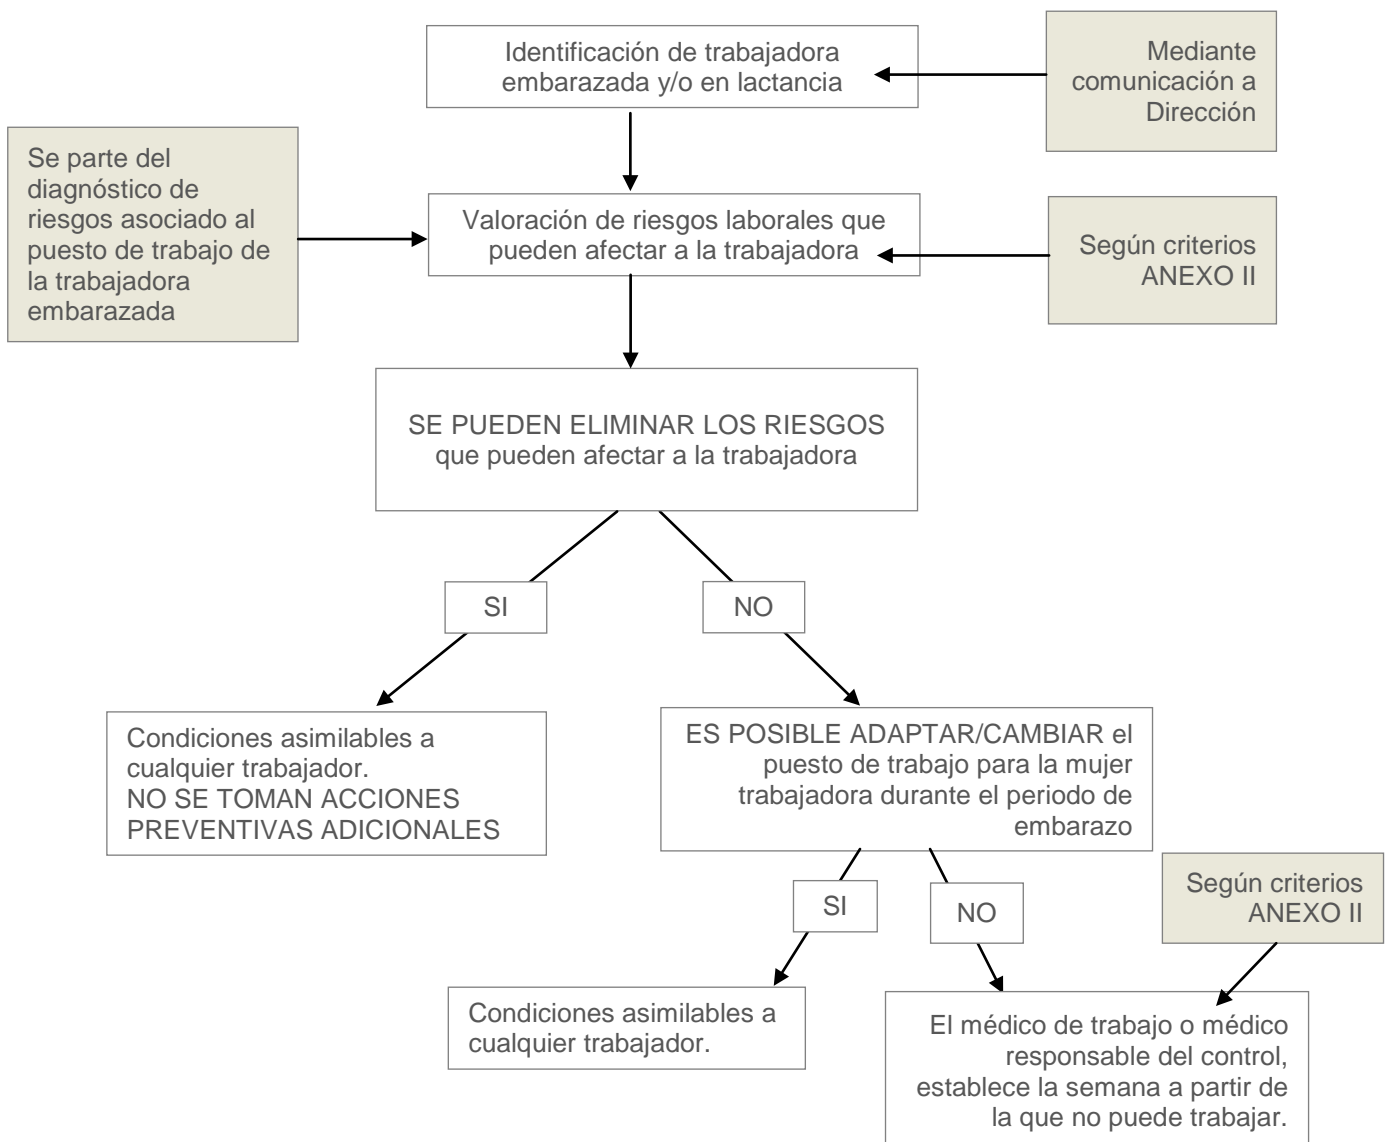 Identificación de trabajadora
embarazada y/o en lactancia
Mediante
comunicación a
Dirección
Se parte del
diagnóstico de
riesgos asociado al
puesto de trabajo de
la trabajadora
embarazada
Valoración de riesgos laborales que
pueden afectar a la trabajadora
Según criterios
ANEXO II
SE PUEDEN ELIMINAR LOS RIESGOS
que pueden afectar a la trabajadora
SI
NO
Condiciones asimilables a
cualquier trabajador.
NO SE TOMAN ACCIONES
PREVENTIVAS ADICIONALES
ES POSIBLE ADAPTAR/CAMBIAR el
puesto de trabajo para la mujer
trabajadora durante el periodo de
embarazo
SI
NO
Según criterios
ANEXO II
Condiciones asimilables a
cualquier trabajador.
El médico de trabajo o médico
responsable del control,
establece la semana a partir de
la que no puede trabajar.